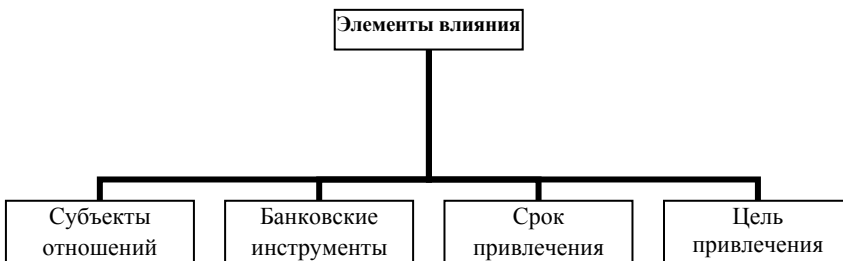 Элементы влияния
Субъекты
отношений
Банковские
инструменты
Срок
привлечения
Цель
привлечения